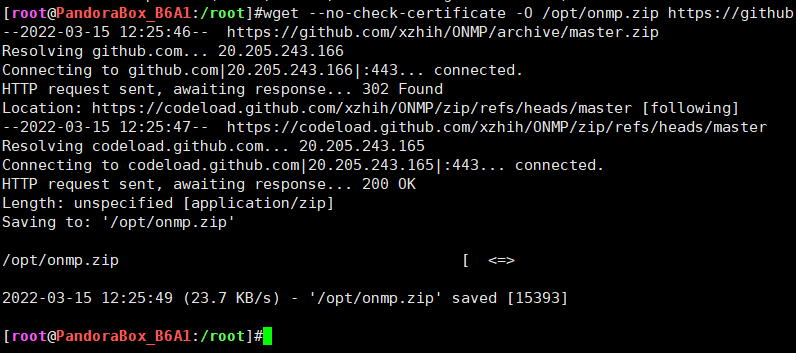 [root@PandoraBox_B6A1:/root]#wget --no-check-certificate -O /opt/onmp.zip https://github
--2022-03-15 12:25:46--  https://github.com/xzhih/ONMP/archive/master.zip
Resolving github.com... 20.205.243.166
Connecting to github.com|20.205.243.166|:443... connected.
HTTP request sent, awaiting response... 302 Found
Location: https://codeload.github.com/xzhih/ONMP/zip/refs/heads/master [following]
--2022-03-15 12:25:47--  https://codeload.github.com/xzhih/ONMP/zip/refs/heads/master
Resolving codeload.github.com... 20.205.243.165
Connecting to codeload.github.com|20.205.243.165|:443... connected.
HTTP request sent, awaiting response... 200 OK
Length: unspecified [application/zip]
Saving to: '/opt/onmp.zip'
/opt/onmp.zip                                      [  <=>
2022-03-15 12:25:49 (23.7 KB/s) - '/opt/onmp.zip' saved [15393]
[root@PandoraBox_B6A1:/root]#